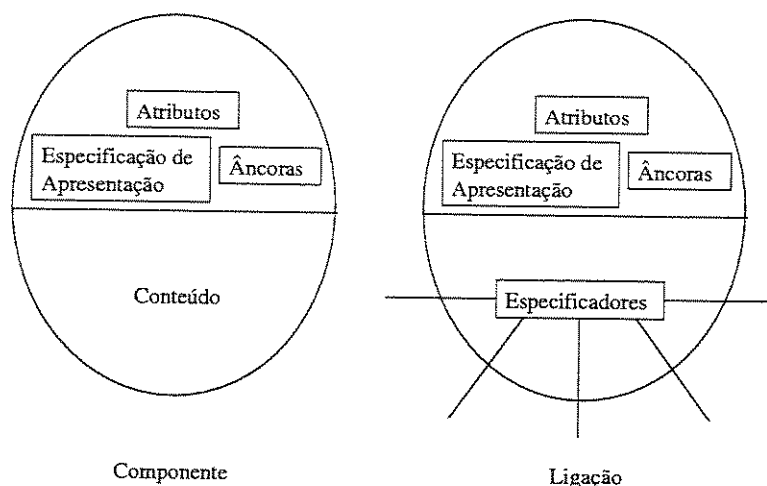 Atributos
Especificação de
Apresentação
Âncoras
Conteúdo
Componente
Atributos
Especificação de
Apresentação
Âncoras
Especificadores
Ligação